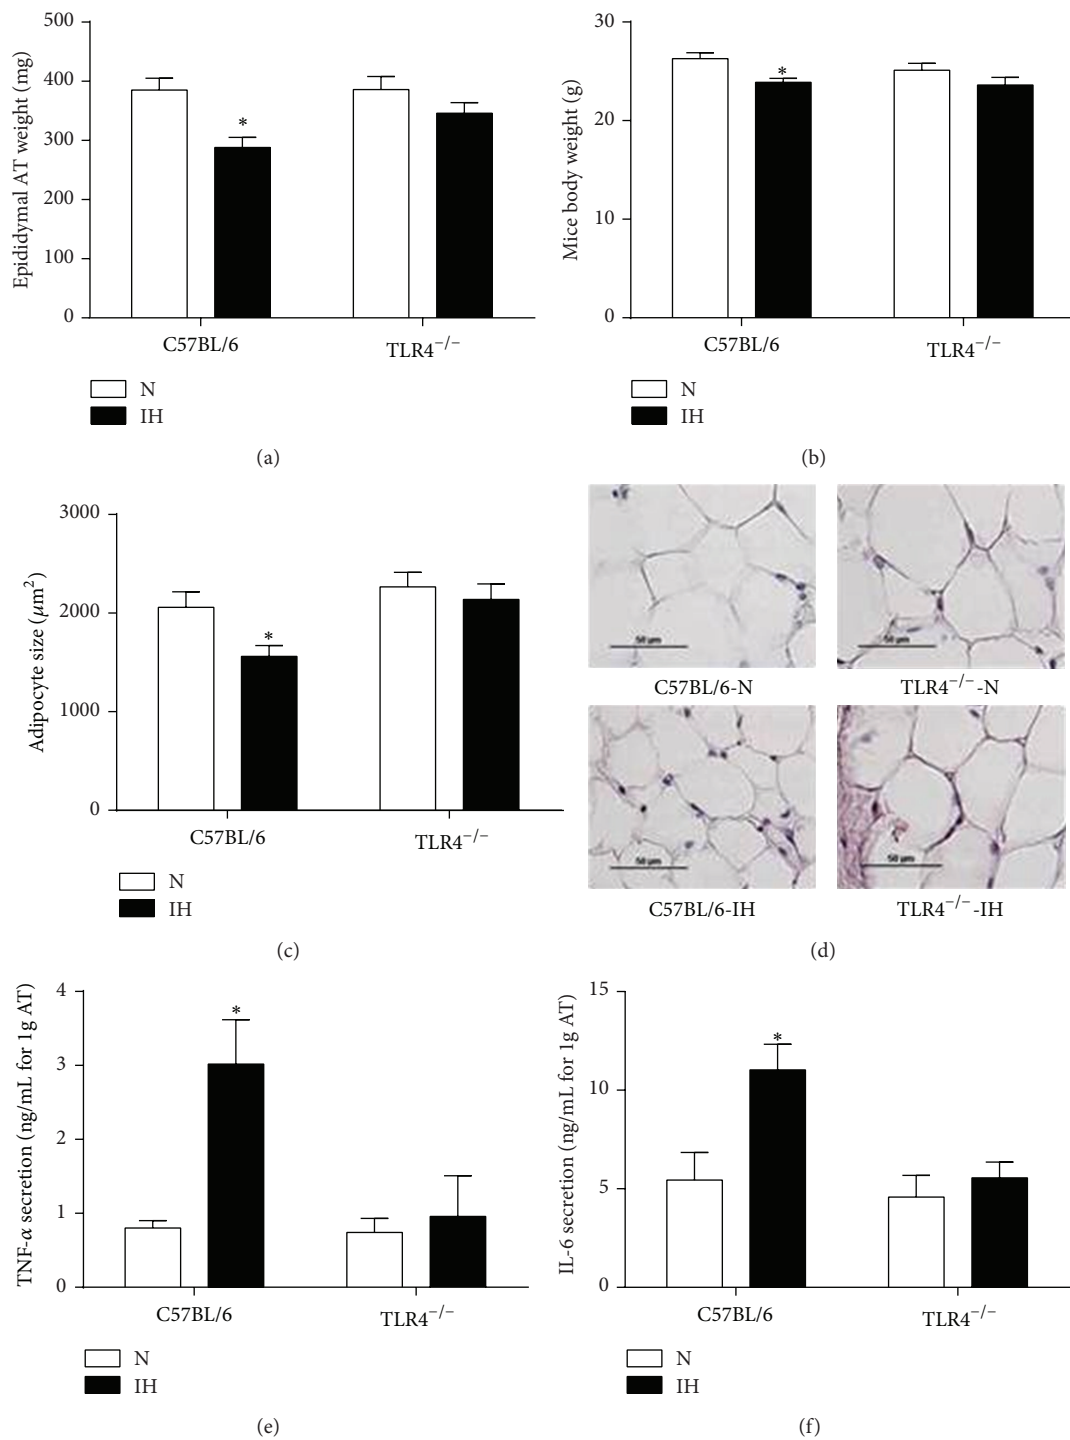 500
400
300
200
100
0
Epididymal AT weight (mg)
*
C57BL/6
TLR4−/−
N
IH
(a)
30
20
10
0
Mice body weight (g)
*
C57BL/6
TLR4−/−
N
IH
(b)
3000
2000
1000
0
Adipocyte size (μm²)
*
C57BL/6
TLR4−/−
N
IH
(c)
50 μm
50 μm
C57BL/6-N
TLR4−/−-N
50 μm
50 μm
C57BL/6-IH
TLR4−/−-IH
(d)
4
3
2
1
0
TNF-α secretion (ng/mL for 1g AT)
*
C57BL/6
TLR4−/−
N
IH
(e)
15
10
5
0
IL-6 secretion (ng/mL for 1g AT)
*
C57BL/6
TLR4−/−
N
IH
(f)